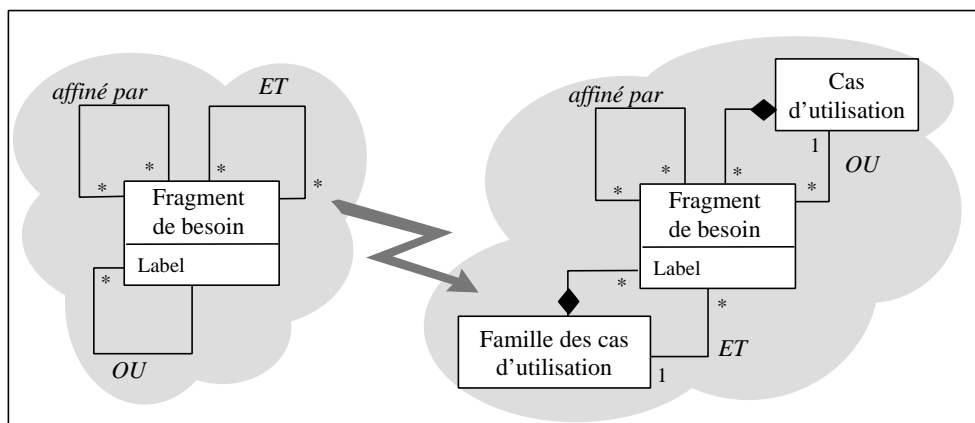 affiné par
ET
*
*
*
*
Fragment
de besoin
Label
*
OU
affiné par
Cas
d'utilisation
1
OU
*
*
*
*
Fragment
de besoin
Label
*
*
Famille des cas
d'utilisation
ET
1